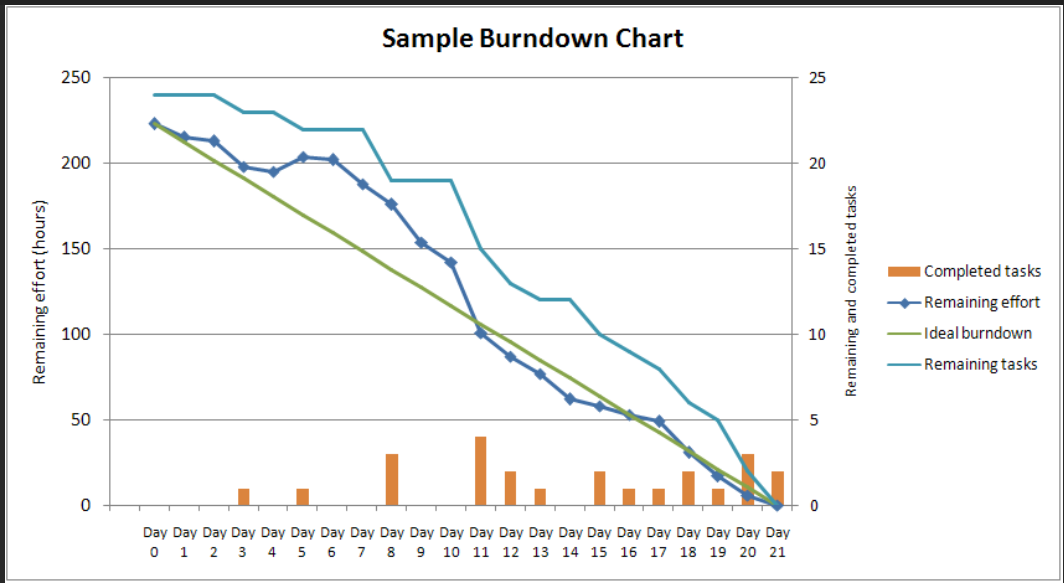 Sample Burndown Chart
250
200
150
100
50
0
Remaining effort (hours)
25
20
15
10
5
0
Remaining and completed tasks
Completed tasks
Remaining effort
Ideal burndown
Remaining tasks
Day Day Day Day Day Day Day Day Day Day Day Day Day Day Day Day Day Day Day Day Day Day
0 1 2 3 4 5 6 7 8 9 10 11 12 13 14 15 16 17 18 19 20 21